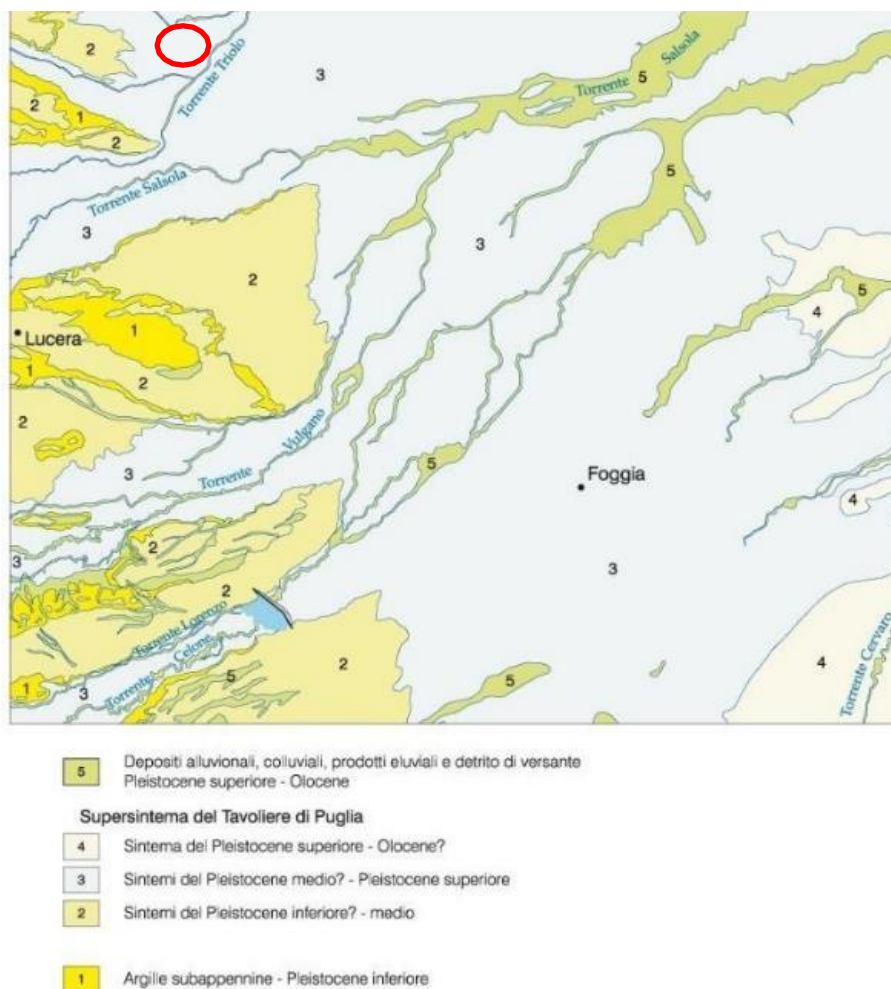 2
Torrente Triolo
3
Torrente Salsola
5
2
1
2
5
Torrente Salsola
3
3
2
4
5
1
Lucera
1
2
2
Torrente Vulgano
3
5
Foggia
4
2
3
3
2
Torrente Lorenzo
Torrente Celone
1
3
5
2
5
4
Torrente Cervaro
5 Depositi alluvionali, colluviali, prodotti eluviali e detrito di versante
Pleistocene superiore - Olocene
Supersintema del Tavoliere di Puglia
4 Sintema del Pleistocene superiore - Olocene?
3 Sintemi del Pleistocene medio? - Pleistocene superiore
2 Sintemi del Pleistocene inferiore? - medio
1 Argille subappennine - Pleistocene inferiore